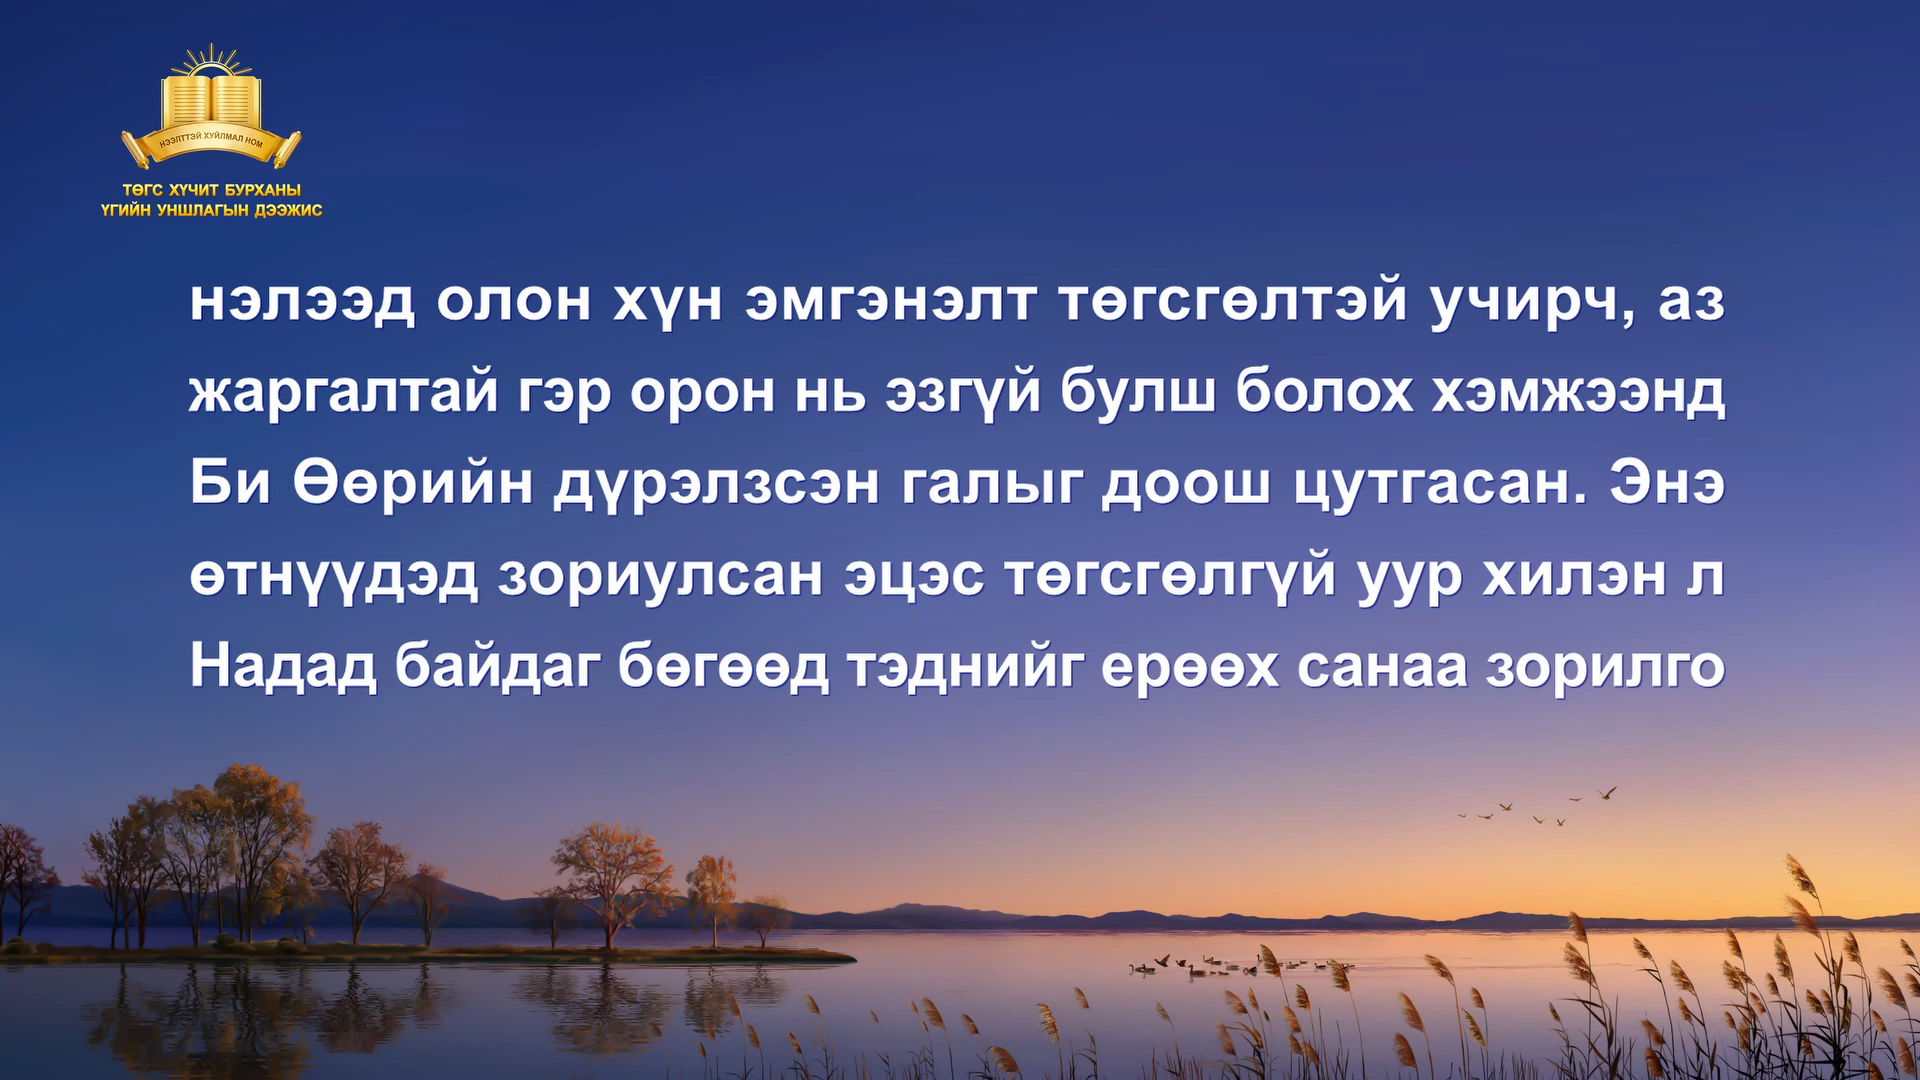 НЭЭЛТТЭЙ ХУЙЛМАЛ НОМ
ТӨГС ХҮЧИТ БУРХАНЫ
ҮГИЙН УНШЛАГЫН ДЭЭЖИС
нэлээд олон хүн эмгэнэлт төгсгөлтэй учирч, аз
жаргалтай гэр орон нь эзгүй булш болох хэмжээнд
Би Өөрийн дүрэлзсэн галыг доош цутгасан. Энэ
өтнүүдэд зориулсан эцэс төгсгөлгүй уур хилэн л
Надад байдаг бөгөөд тэднийг ерөөх санаа зорилго